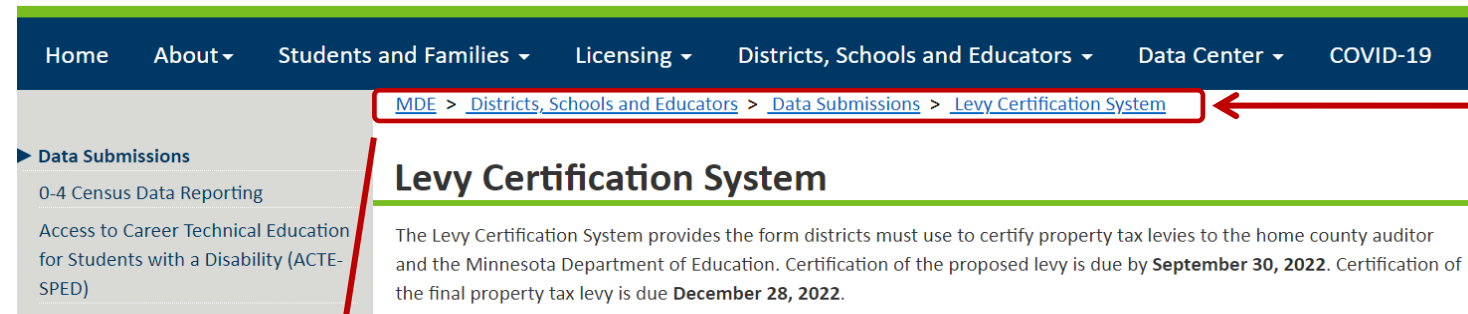 Home About Students and Families Licensing Districts, Schools and Educators Data Center COVID-19
MDE > Districts, Schools and Educators > Data Submissions > Levy Certification System
Data Submissions
0-4 Census Data Reporting
Access to Career Technical Education
for Students with a Disability (ACTE-
SPED)
Levy Certification System
The Levy Certification System provides the form districts must use to certify property tax levies to the home county auditor
and the Minnesota Department of Education. Certification of the proposed levy is due by September 30, 2022. Certification of
the final property tax levy is due December 28, 2022.